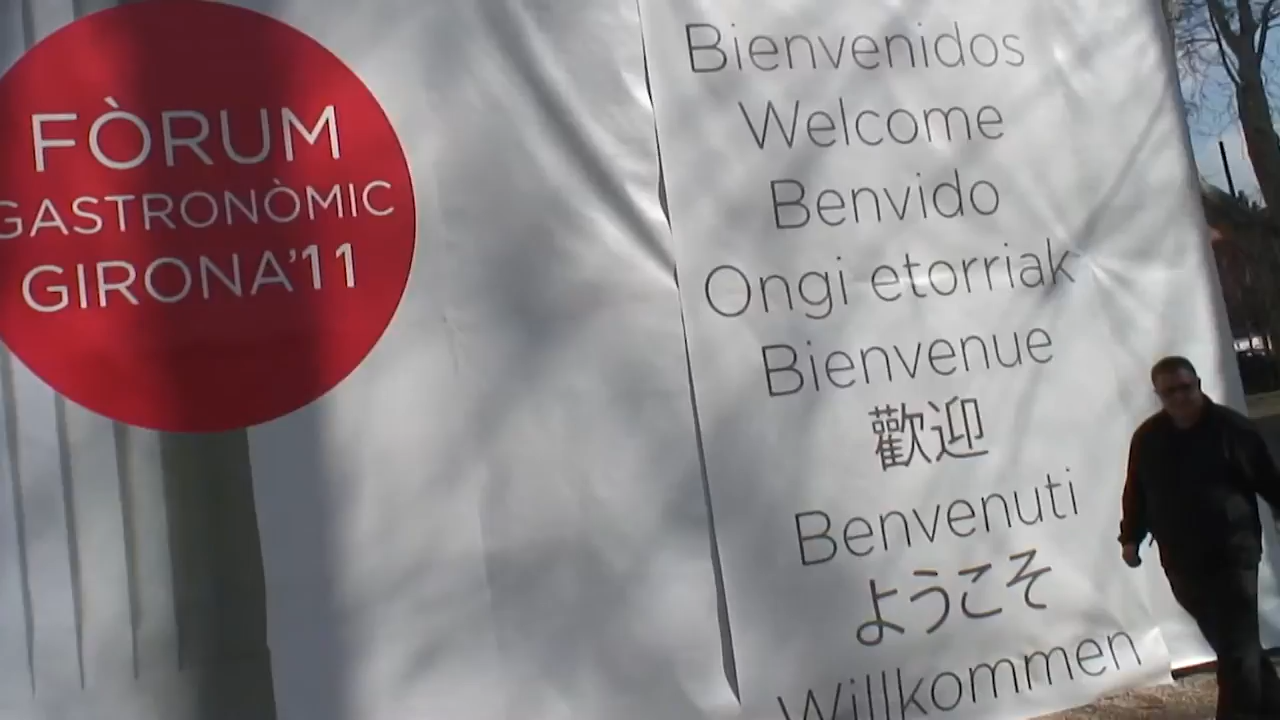 FÒRUM
GASTRONÒMIC
GIRONA'11
Bienvenidos
Welcome
Benvido
Ongi etorriak
Bienvenue
歡迎
Benvenuti
ようこそ
Willkommen